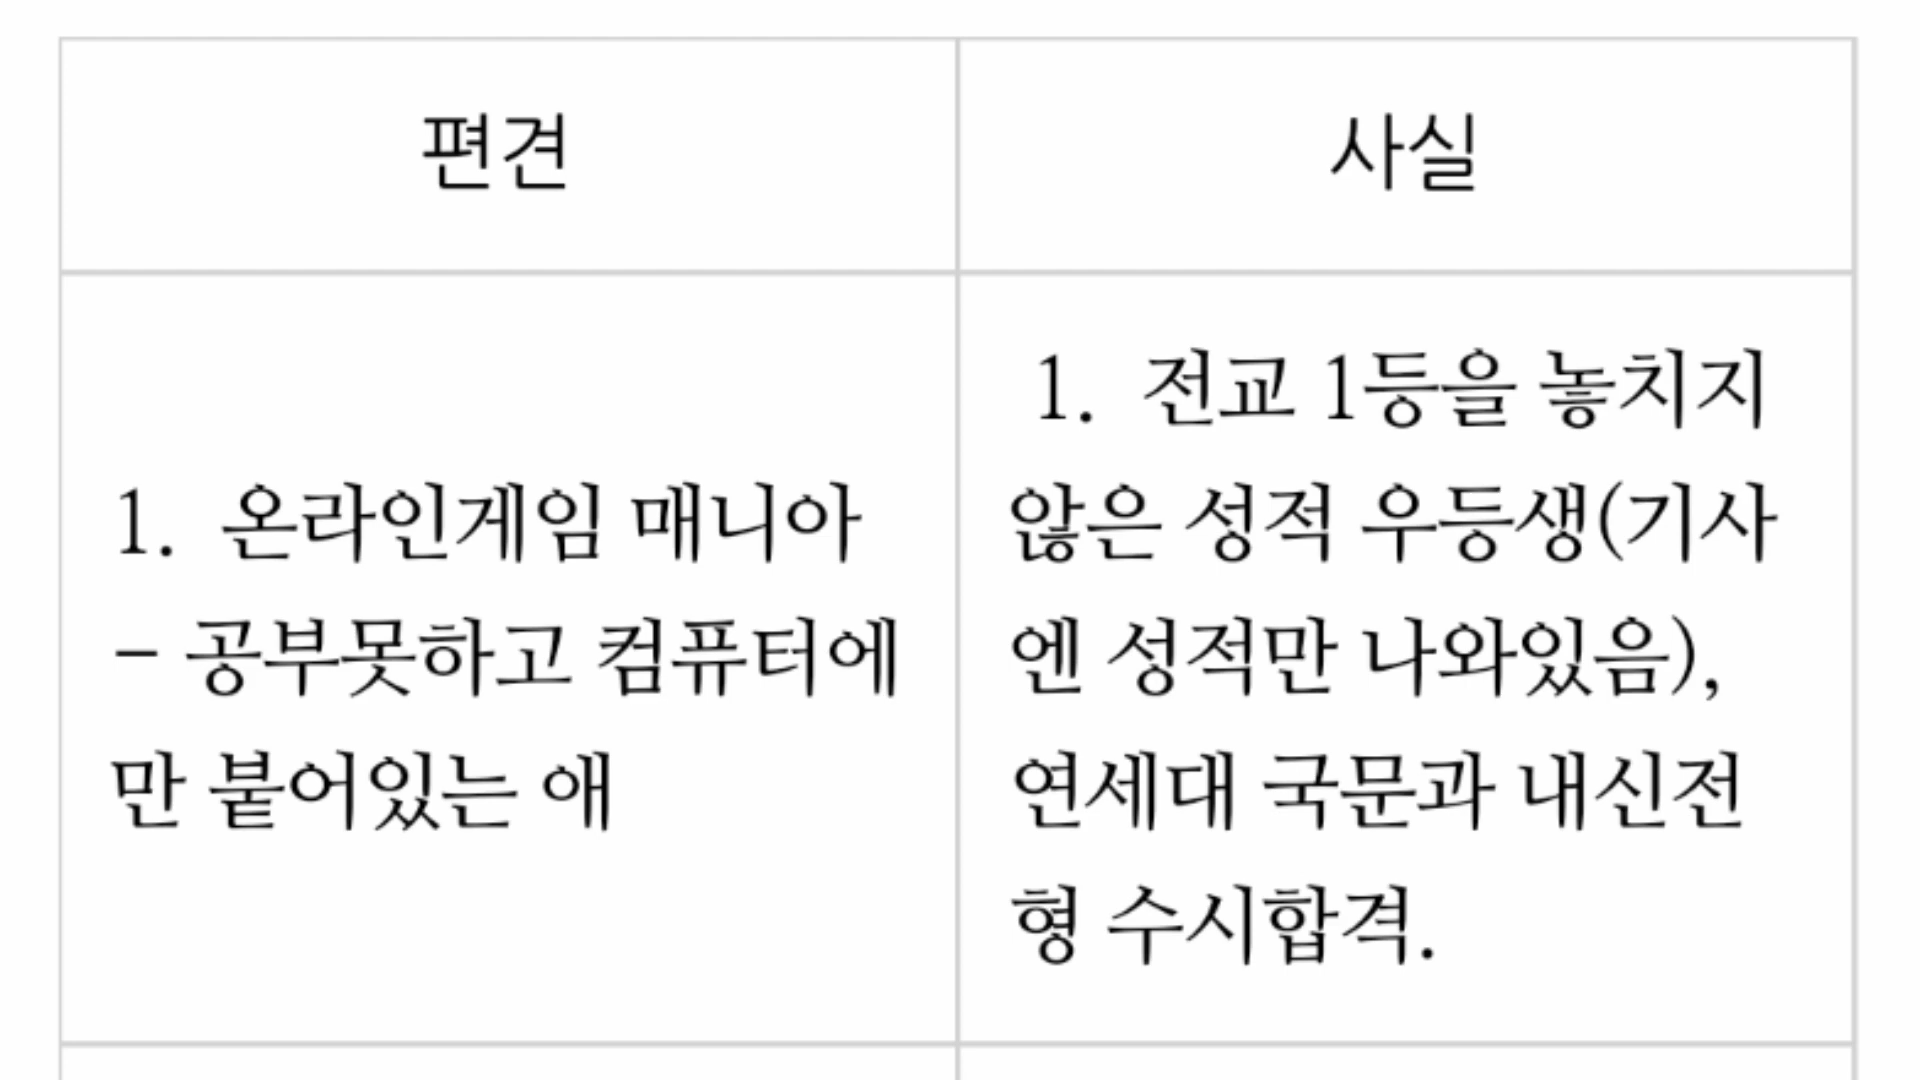 편견
사실
1. 온라인게임 매니아
- 공부못하고 컴퓨터에
만 붙어있는 애
1. 전교 1등을 놓치지
않은 성적 우등생(기사
엔 성적만 나와있음),
연세대 국문과 내신전
형 수시합격.